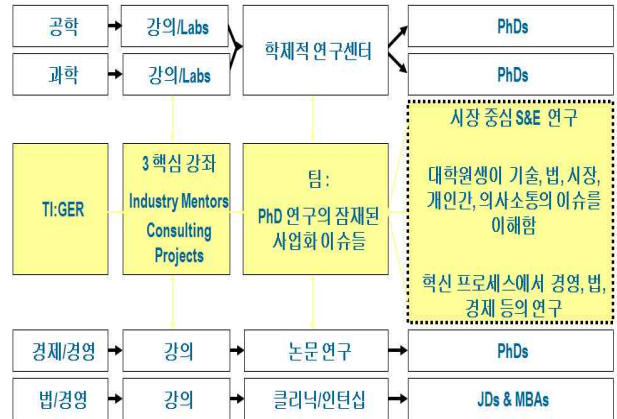 공학
강의/Labs
학제적 연구센터
PhDs
과학
강의/Labs
PhDs
TI:GER
3 핵심 강좌
Industry Mentors
Consulting
Projects
팀 :
PhD 연구의 잠재된
사업화 이슈들
시장 중심 S&E 연구
대학원생이 기술, 법, 시장,
개인간, 의사소통의 이슈를
이해함
혁신 프로세스에서 경영, 법,
경제 등의 연구
경제/경영
강의
논문 연구
PhDs
법/경영
강의
클리닉/인턴십
JDs & MBAs